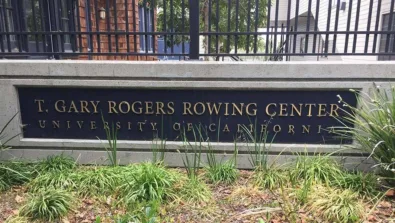 T. GARY ROGERS ROWING CENTER
UNIVERSITY OF CALIFORNIA